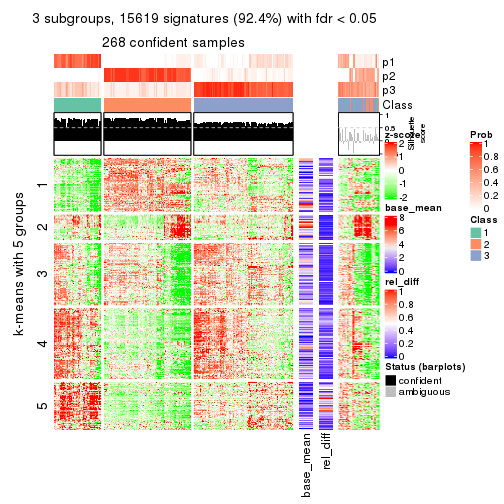 3 subgroups, 15619 signatures (92.4%) with fdr < 0.05
268 confident samples
p1
p2
p3
Class
1
0.5
0
Silhouette
score
k-means with 5 groups
1
2
3
4
5
base_mean
rel_diff
z-score
2
1
0
-1
-2
base_mean
8
6
4
2
0
rel_diff
1
0.8
0.6
0.4
0.2
0
Status (barplots)
confident
ambiguous
Prob
1
0.8
0.6
0.4
0.2
0
Class
1
2
3